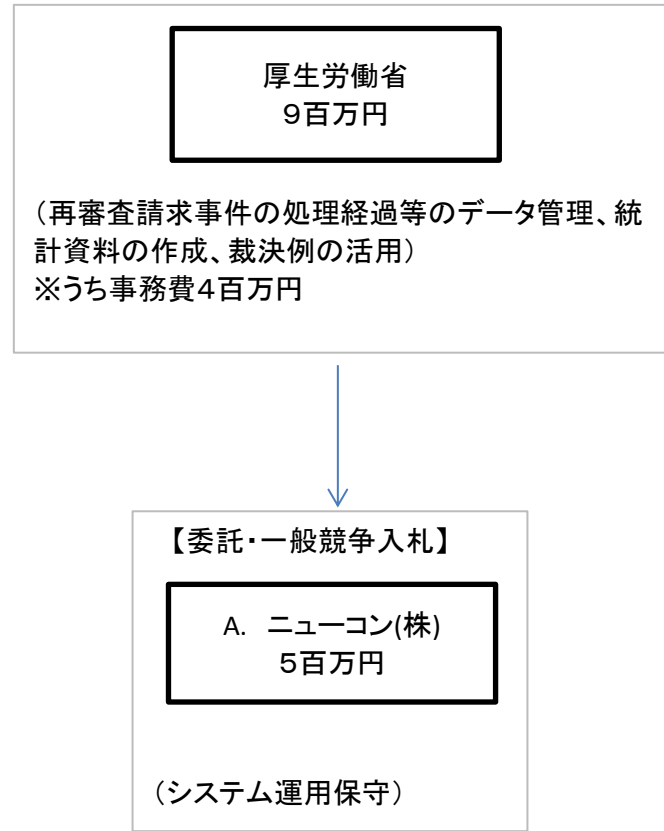 厚生労働省
９百万円
（再審査請求事件の処理経過等のデータ管理、統
計資料の作成、裁決例の活用）
※うち事務費４百万円
【委託・一般競争入札】
A. ニューコン(株)
５百万円
（システム運用保守）